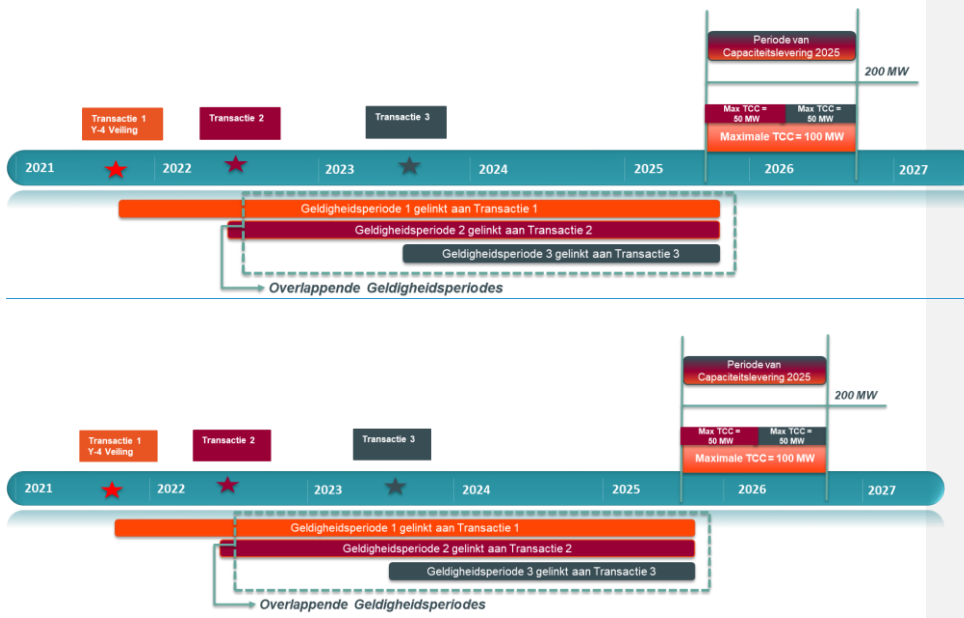 Periode van
Capaciteitslevering 2025
200 MW
Transactie 1
Y-4 Veiling
Transactie 2
Transactie 3
Max TCC =
50 MW
Max TCC =
50 MW
Maximale TCC = 100 MW
2021
2022
2023
2024
2025
2026
2027
Geldigheidsperiode 1 gelinkt aan Transactie 1
Geldigheidsperiode 2 gelinkt aan Transactie 2
Geldigheidsperiode 3 gelinkt aan Transactie 3
Overlappende Geldigheidsperiodes
Periode van
Capaciteitslevering 2025
200 MW
Transactie 1
Y-4 Veiling
Transactie 2
Transactie 3
Max TCC =
50 MW
Max TCC =
50 MW
Maximale TCC = 100 MW
2021
2022
2023
2024
2025
2026
2027
Geldigheidsperiode 1 gelinkt aan Transactie 1
Geldigheidsperiode 2 gelinkt aan Transactie 2
Geldigheidsperiode 3 gelinkt aan Transactie 3
Overlappende Geldigheidsperiodes